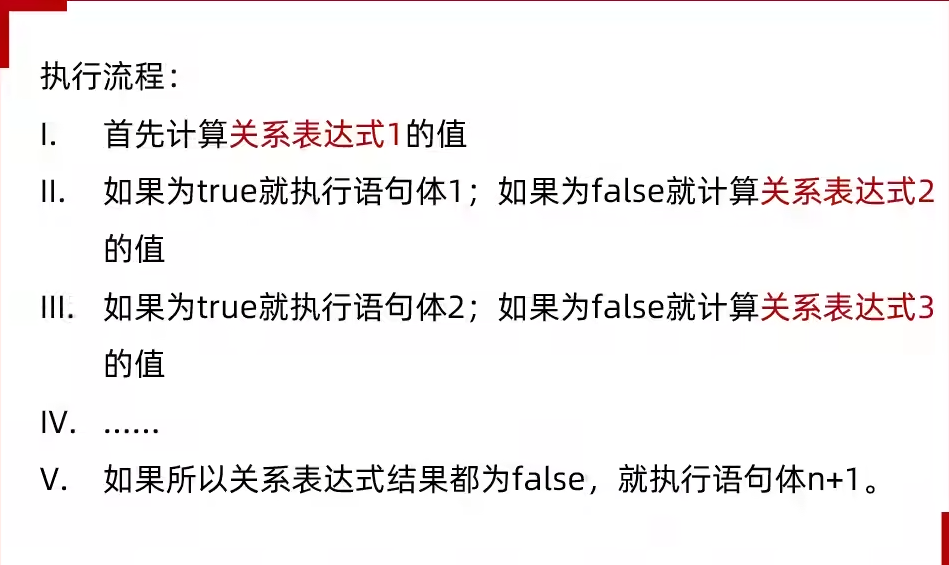 执行流程：
I. 首先计算关系表达式1的值
II. 如果为true就执行语句体1；如果为false就计算关系表达式2
的值
III. 如果为true就执行语句体2；如果为false就计算关系表达式3
的值
IV. ......
V. 如果所以关系表达式结果都为false，就执行语句体n+1。